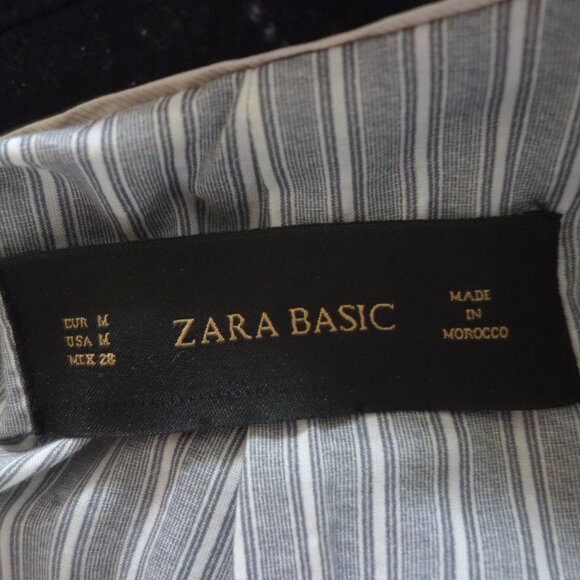 EUR M
USA M
MEX 28
ZARA BASIC
MADE
IN
MOROCCO